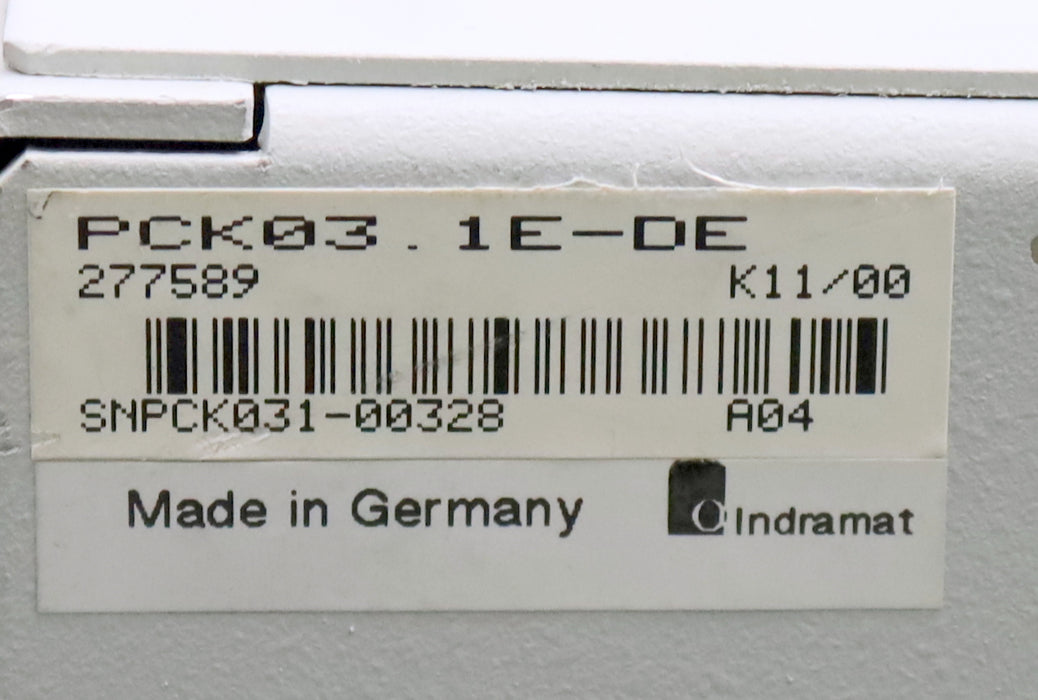 PCK03.1E-DE
277589 K11/00
SNPCK031-00328 A04
Made in Germany Indramat